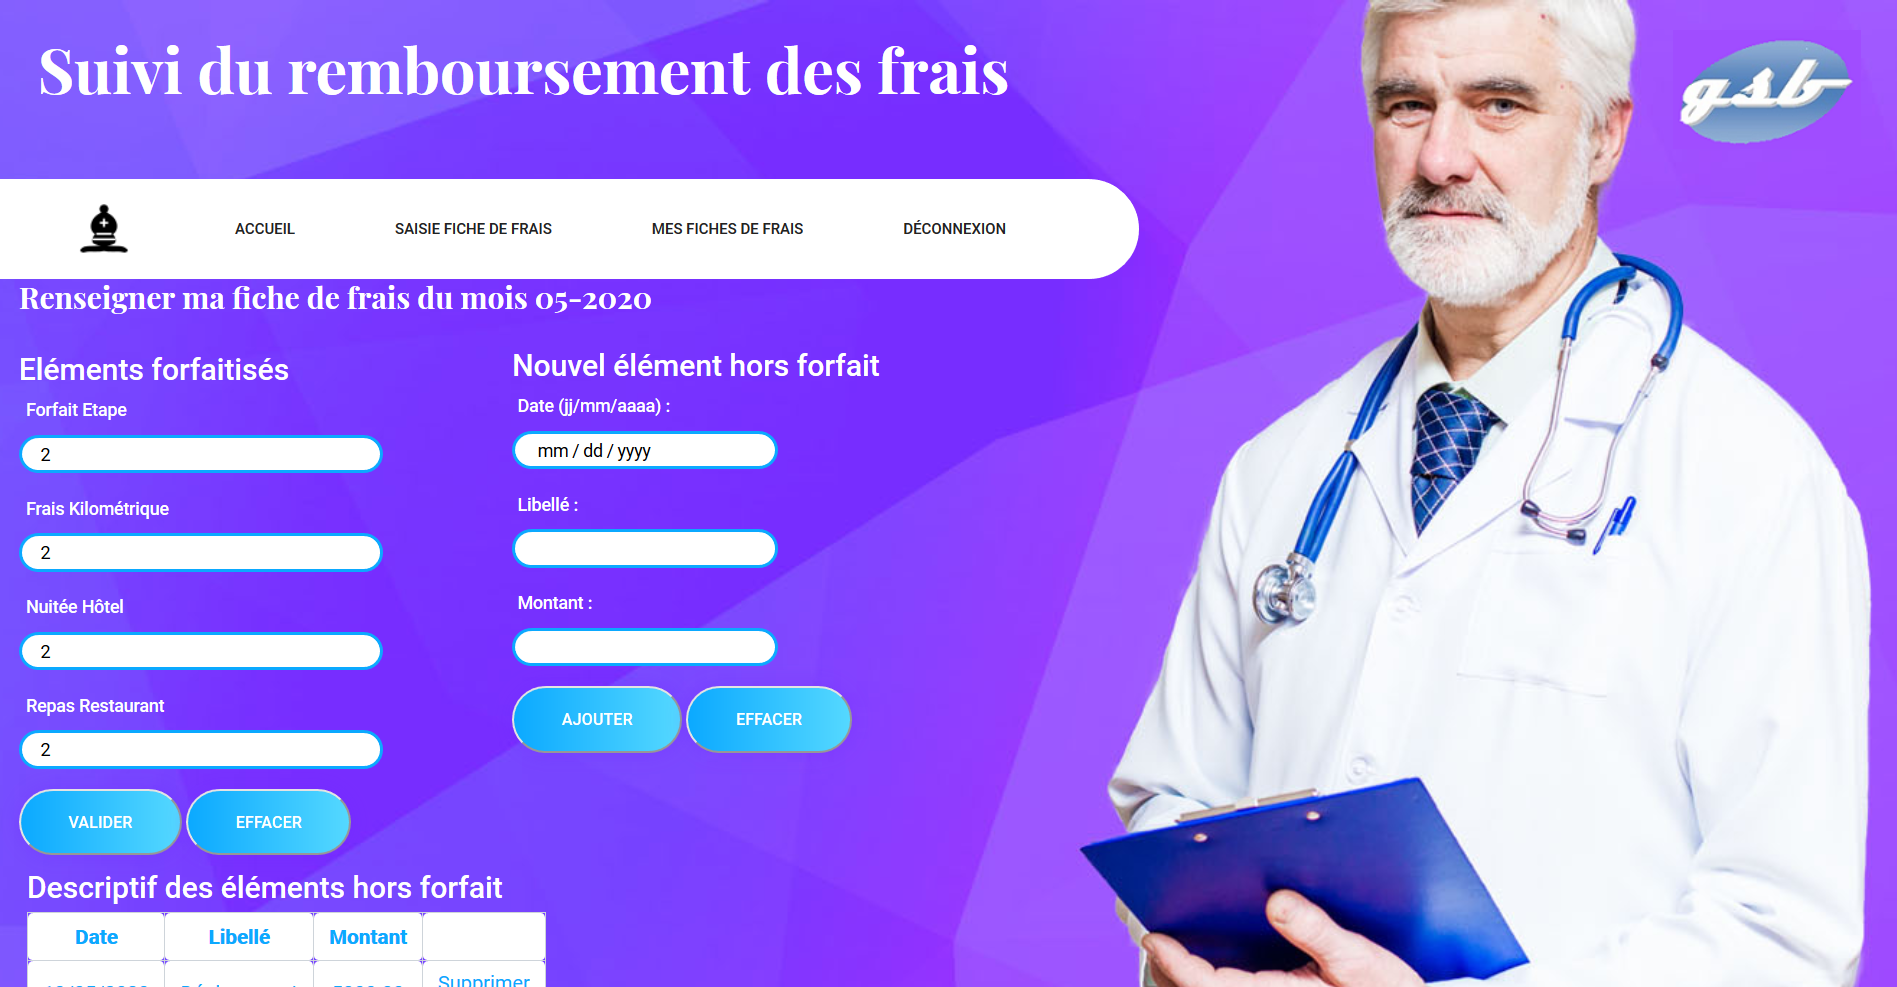 Suivi du remboursement des frais
gsb
ACCUEIL
SAISIE FICHE DE FRAIS
MES FICHES DE FRAIS
DÉCONNEXION
Renseigner ma fiche de frais du mois 05-2020
Eléments forfaitisés
Forfait Etape
2
Frais Kilométrique
2
Nuitée Hôtel
2
Repas Restaurant
2
VALIDER
EFFACER
Nouvel élément hors forfait
Date (jj/mm/aaaa) :
mm / dd / yyyy
Libellé :
Montant :
AJOUTER
EFFACER
Descriptif des éléments hors forfait
Date
Libellé
Montant
Supprimer